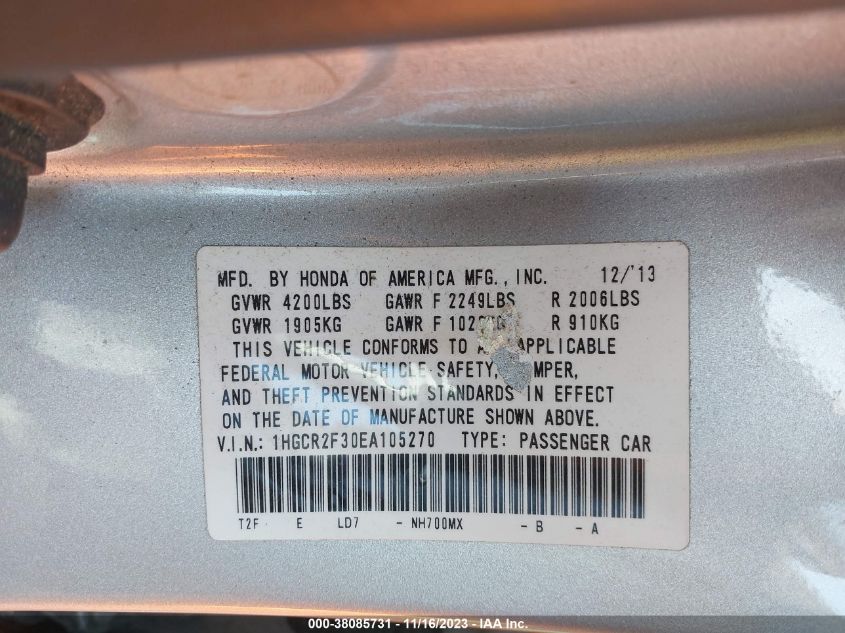 MFD. BY HONDA OF AMERICA MFG., INC. 12/'13
GVWR 4200LBS GAWR F 2249LBS R 2006LBS
GVWR 1905KG GAWR F R 910KG
THIS VEHICLE CONFORMS TO APPLICABLE
FEDERAL MOTOR VEHICLE SAFETY,
AND THEFT PREVENTION STANDARDS IN EFFECT
ON THE DATE OF MANUFACTURE SHOWN ABOVE.
V.I.N.: 1HGCR2F30EA105270 TYPE: PASSENGER CAR
T2F E LD7 - NH700MX - B - A
000-38085731 - 11/16/2023 - IAA, Inc.